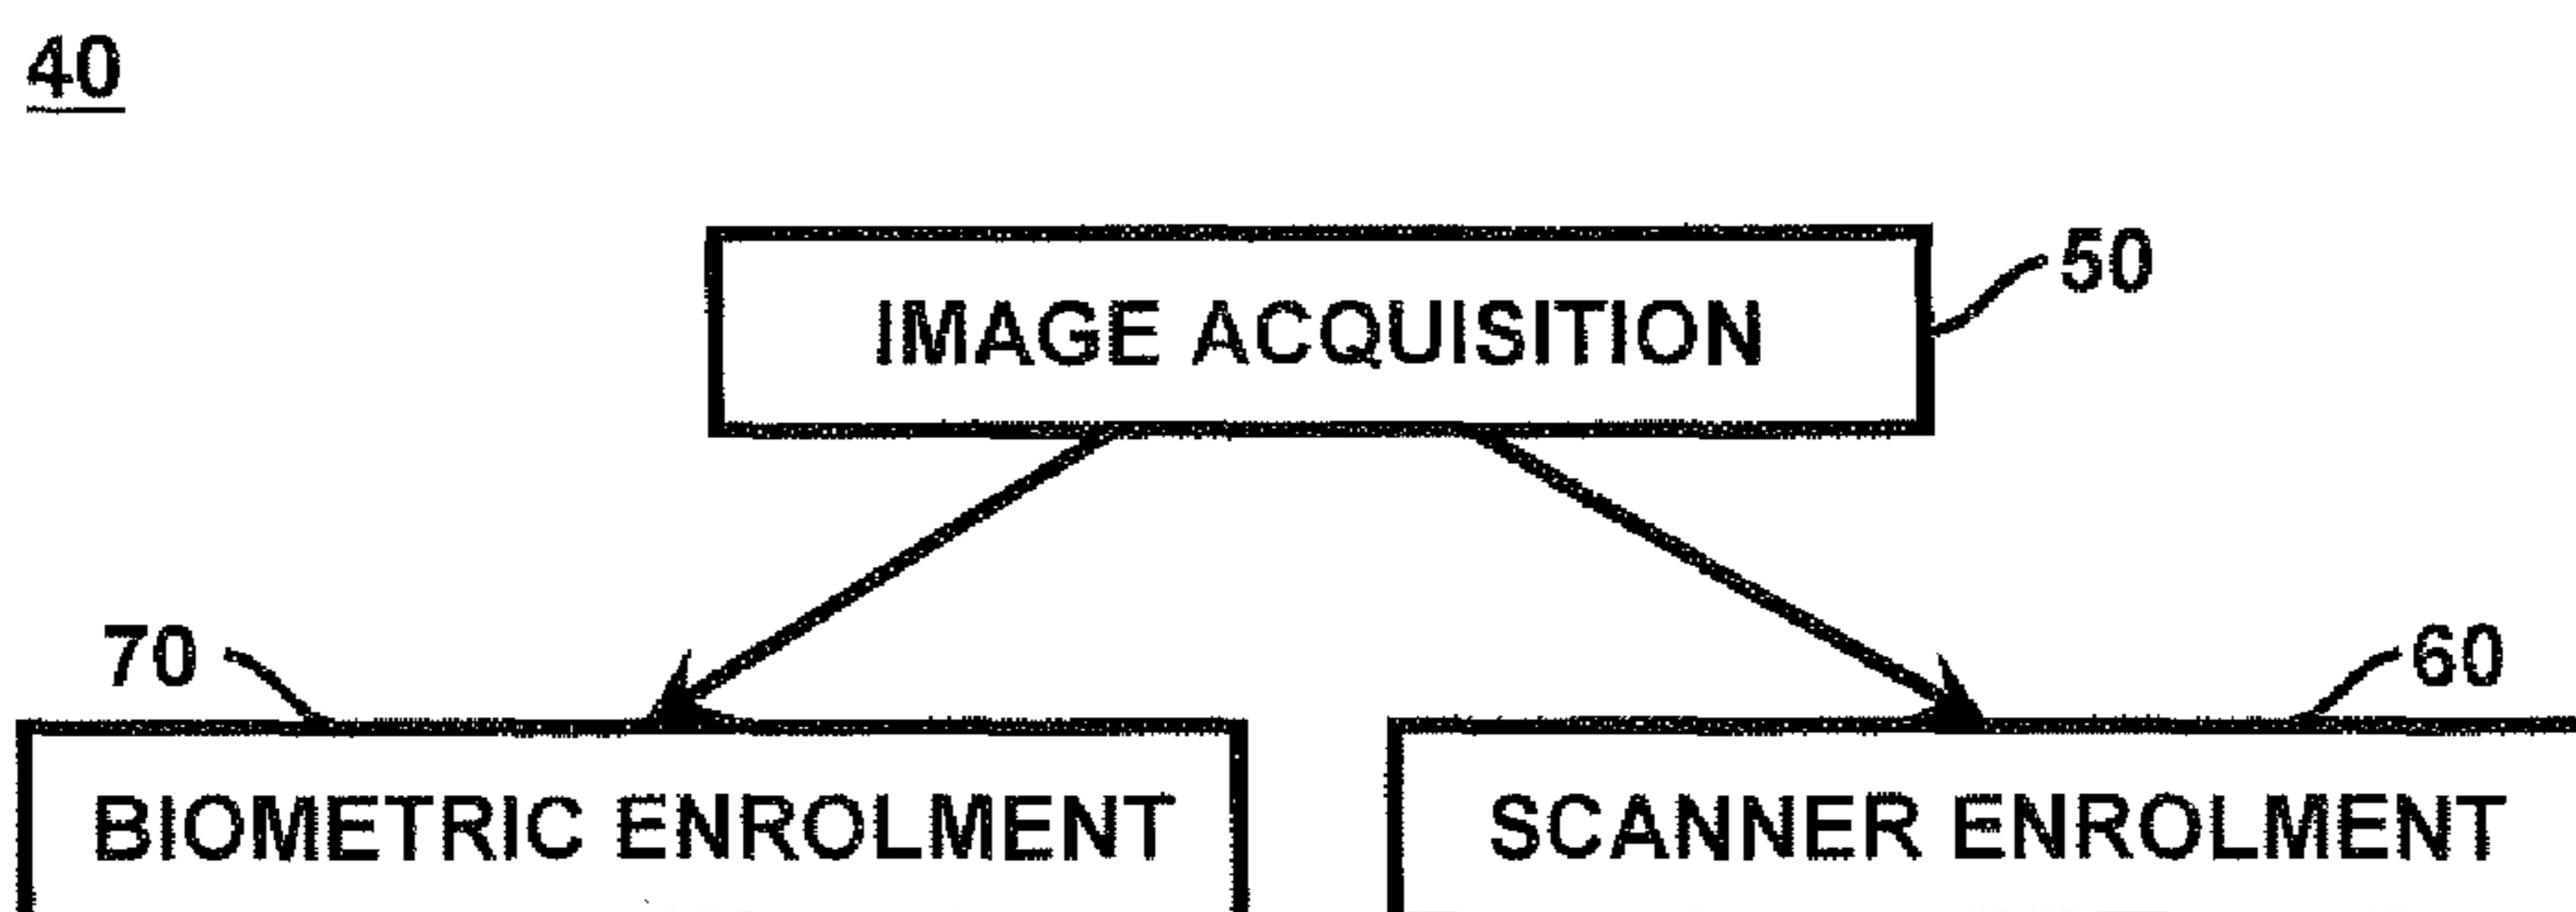 40
IMAGE ACQUISITION
50
70
60
BIOMETRIC ENROLMENT
SCANNER ENROLMENT